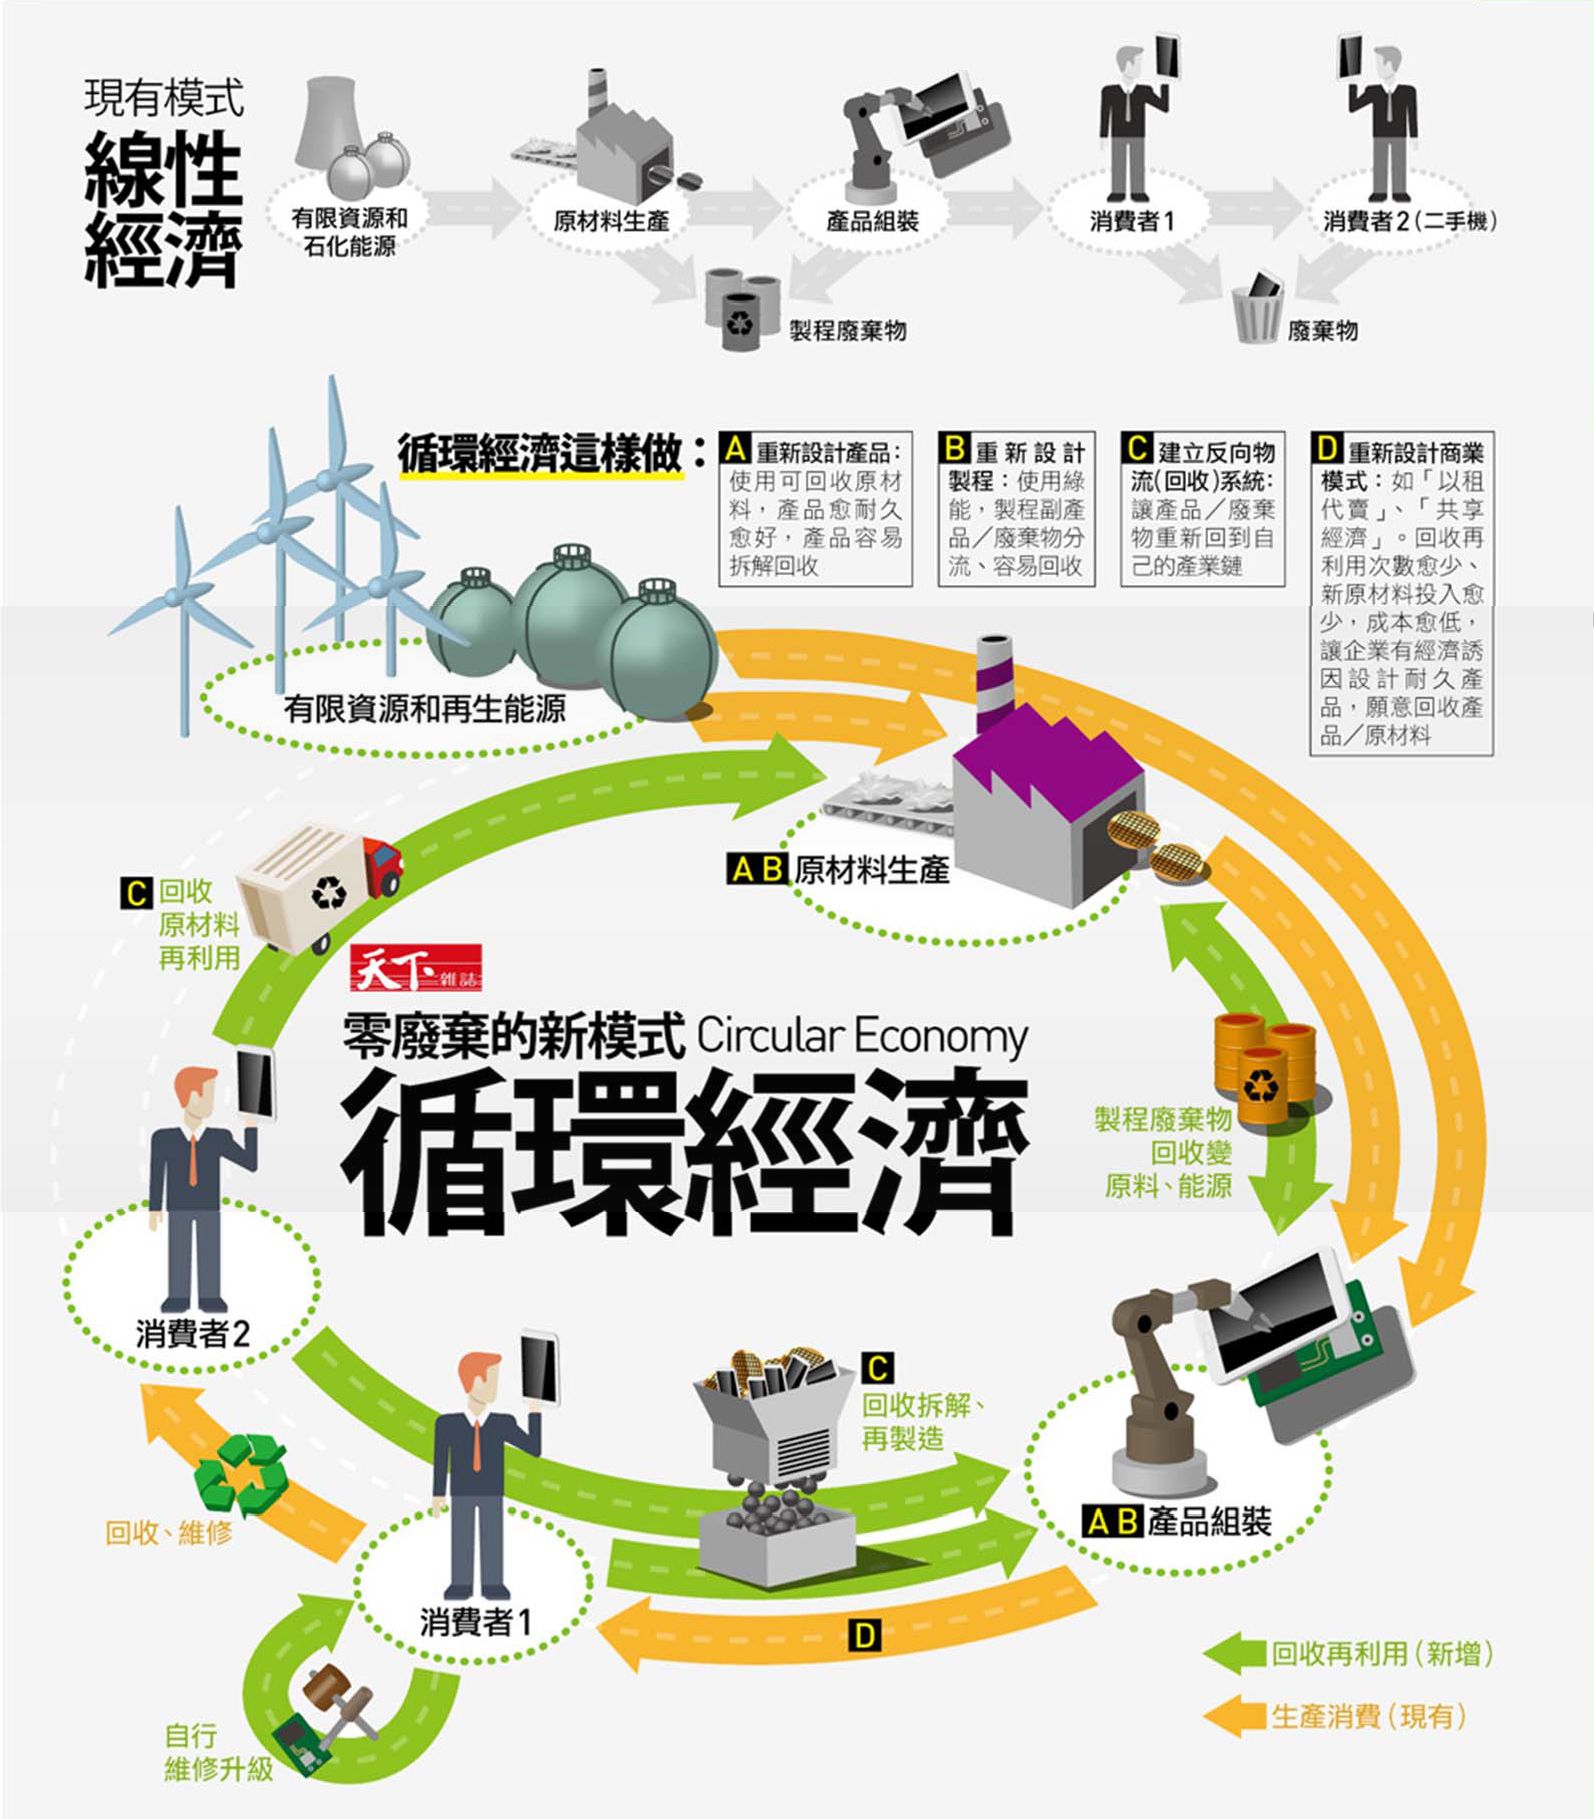 現有模式
線性
經濟
有限資源和
石化能源
原材料生產
產品組裝
消費者1
消費者2(二手機)
製程廢棄物
廢棄物
循環經濟這樣做：
A 重新設計產品：
使用可回收原材
料，產品愈耐久
愈好，產品容易
拆解回收
B 重新設計
製程：使用綠
能，製程副產
品／廢棄物分
流、容易回收
C 建立反向物
流(回收)系統：
讓產品／廢棄
物重新回到自
己的產業鏈
D 重新設計商業
模式：如「以租
代賣」、「共享
經濟」。回收再
利用次數愈少、
新原材料投入愈
少，成本愈低，
讓企業有經濟誘
因設計耐久產
品，願意回收產
品／原材料
有限資源和再生能源
A B 原材料生產
C 回收
原材料
再利用
天下雜誌
零廢棄的新模式 Circular Economy
循環經濟
製程廢棄物
回收變
原料、能源
消費者2
C
回收拆解、
再製造
A B 產品組裝
回收、維修
消費者1
D
自行
維修升級
回收再利用(新增)
生產消費(現有)